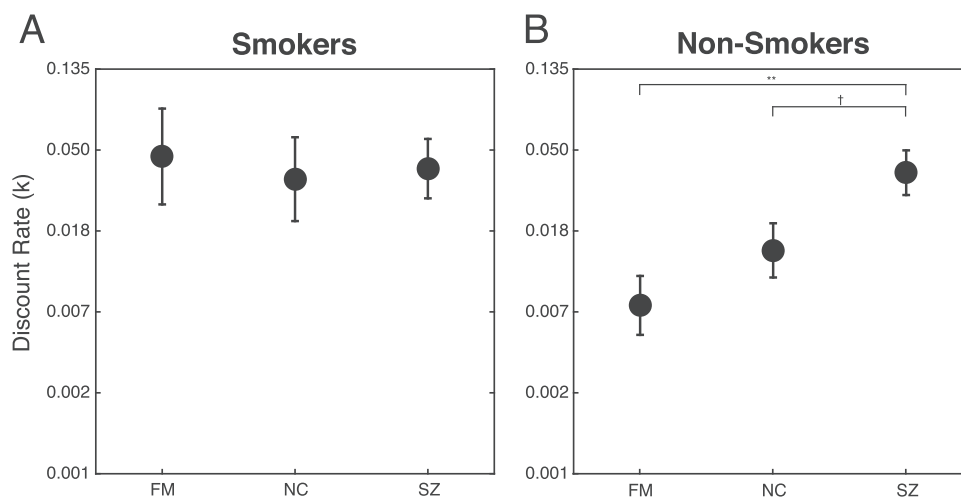 A
Smokers
B
Non-Smokers
Discount Rate (k)
0.135
0.050
0.018
0.007
0.002
0.001
FM
NC
SZ
0.135
0.050
0.018
0.007
0.002
0.001
**
†
FM
NC
SZ